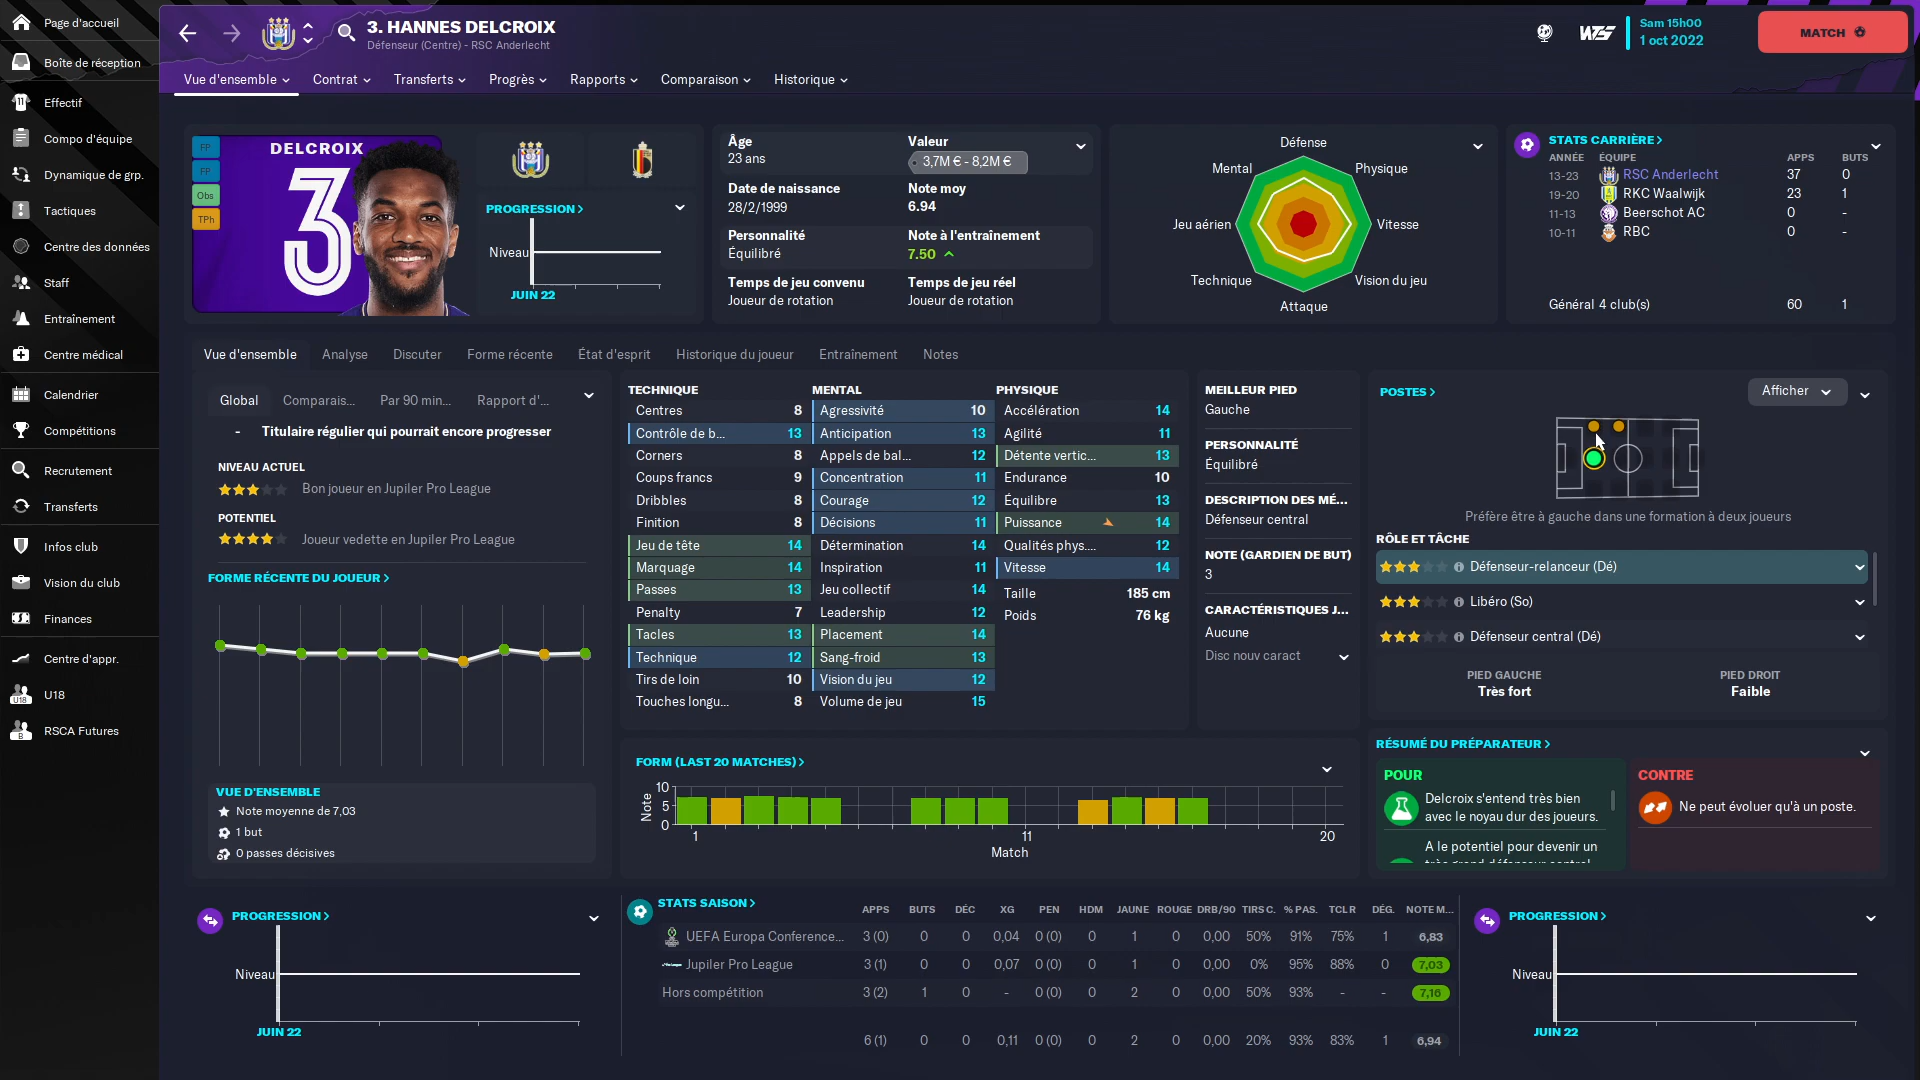 Page d'accueil
Boîte de réception
Effectif
Compo d'équipe
Dynamique de grp.
Tactiques
Centre des données
Staff
Entraînement
Centre médical
Calendrier
Compétitions
Recrutement
Transferts
Infos club
Vision du club
Finances
Centre d'appr.
U18
RSCA Futures
3. HANNES DELCROIX
Défenseur (Centre) - RSC Anderlecht
Sam 15h00
1 oct 2022
MATCH
Vue d'ensemble Contrat Transferts Progrès Rapports Comparaison Historique
FP
FP
Obs
TPh
DELCROIX
3
PROGRESSION >
Niveau
JUIN 22
Âge
23 ans
Valeur
3,7M € - 8,2M €
Date de naissance
28/2/1999
Note moy
6.94
Personnalité
Équilibré
Note à l'entraînement
7.50
Temps de jeu convenu
Joueur de rotation
Temps de jeu réel
Joueur de rotation
Défense
Mental
Physique
Jeu aérien
Vitesse
Technique
Vision du jeu
Attaque
STATS CARRIÈRE >
ANNÉE ÉQUIPE APPS BUTS
13-23 RSC Anderlecht 37 0
19-20 RKC Waalwijk 23 1
11-13 Beerschot AC 0 -
10-11 RBC 0 -
Général 4 club(s) 60 1
Vue d'ensemble Analyse Discuter Forme récente État d'esprit Historique du joueur Entraînement Notes
Global Comparais... Par 90 min... Rapport d'...
- Titulaire régulier qui pourrait encore progresser
NIVEAU ACTUEL
Bon joueur en Jupiler Pro League
POTENTIEL
Joueur vedette en Jupiler Pro League
FORME RÉCENTE DU JOUEUR >
VUE D'ENSEMBLE
Note moyenne de 7,03
1 but
0 passes décisives
TECHNIQUE
Centres 8
Contrôle de b... 13
Corners 8
Coups francs 9
Dribbles 8
Finition 8
Jeu de tête 14
Marquage 14
Passes 13
Penalty 7
Tacles 13
Technique 12
Tirs de loin 10
Touches longu... 8
MENTAL
Agressivité 10
Anticipation 13
Appels de bal... 12
Concentration 11
Courage 12
Décisions 11
Détermination 14
Inspiration 11
Jeu collectif 14
Leadership 12
Placement 14
Sang-froid 13
Vision du jeu 12
Volume de jeu 15
PHYSIQUE
Accélération 14
Agilité 11
Détente vertic... 13
Endurance 10
Équilibre 13
Puissance 14
Qualités phys.... 12
Vitesse 14
Taille 185 cm
Poids 76 kg
MEILLEUR PIED
Gauche
PERSONNALITÉ
Équilibré
DESCRIPTION DES MÉ...
Défenseur central
NOTE (GARDIEN DE BUT)
3
CARACTÉRISTIQUES J...
Aucune
Disc nouv caract
POSTES >
Afficher
Préfère être à gauche dans une formation à deux joueurs
RÔLE ET TÂCHE
Défenseur-relanceur (Dé)
Libéro (So)
Défenseur central (Dé)
PIED GAUCHE
Très fort
PIED DROIT
Faible
FORM (LAST 20 MATCHES) >
Note
10
5
0
1 11 20
Match
RÉSUMÉ DU PRÉPARATEUR >
POUR
Delcroix s'entend très bien
avec le noyau dur des joueurs.
A le potentiel pour devenir un
très grand défenseur central
CONTRE
Ne peut évoluer qu'à un poste.
PROGRESSION >
Niveau
JUIN 22
STATS SAISON >
APPS BUTS DÉC XG PEN HDM JAUNE ROUGE DRB/90 TIRS C. % PAS. TCL R DÉG. NOTE M...
UEFA Europa Conference... 3 (0) 0 0 0,04 0 (0) 0 1 0 0,00 50% 91% 75% 1 6,83
Jupiler Pro League 3 (1) 0 0 0,07 0 (0) 0 1 0 0,00 0% 95% 88% 0 7,03
Hors compétition 3 (2) 1 0 - 0 (0) 0 2 0 0,00 50% 93% - - 7,16
6 (1) 0 0 0,11 0 (0) 0 2 0 0,00 20% 93% 83% 1 6,94
PROGRESSION >
Niveau
JUIN 22